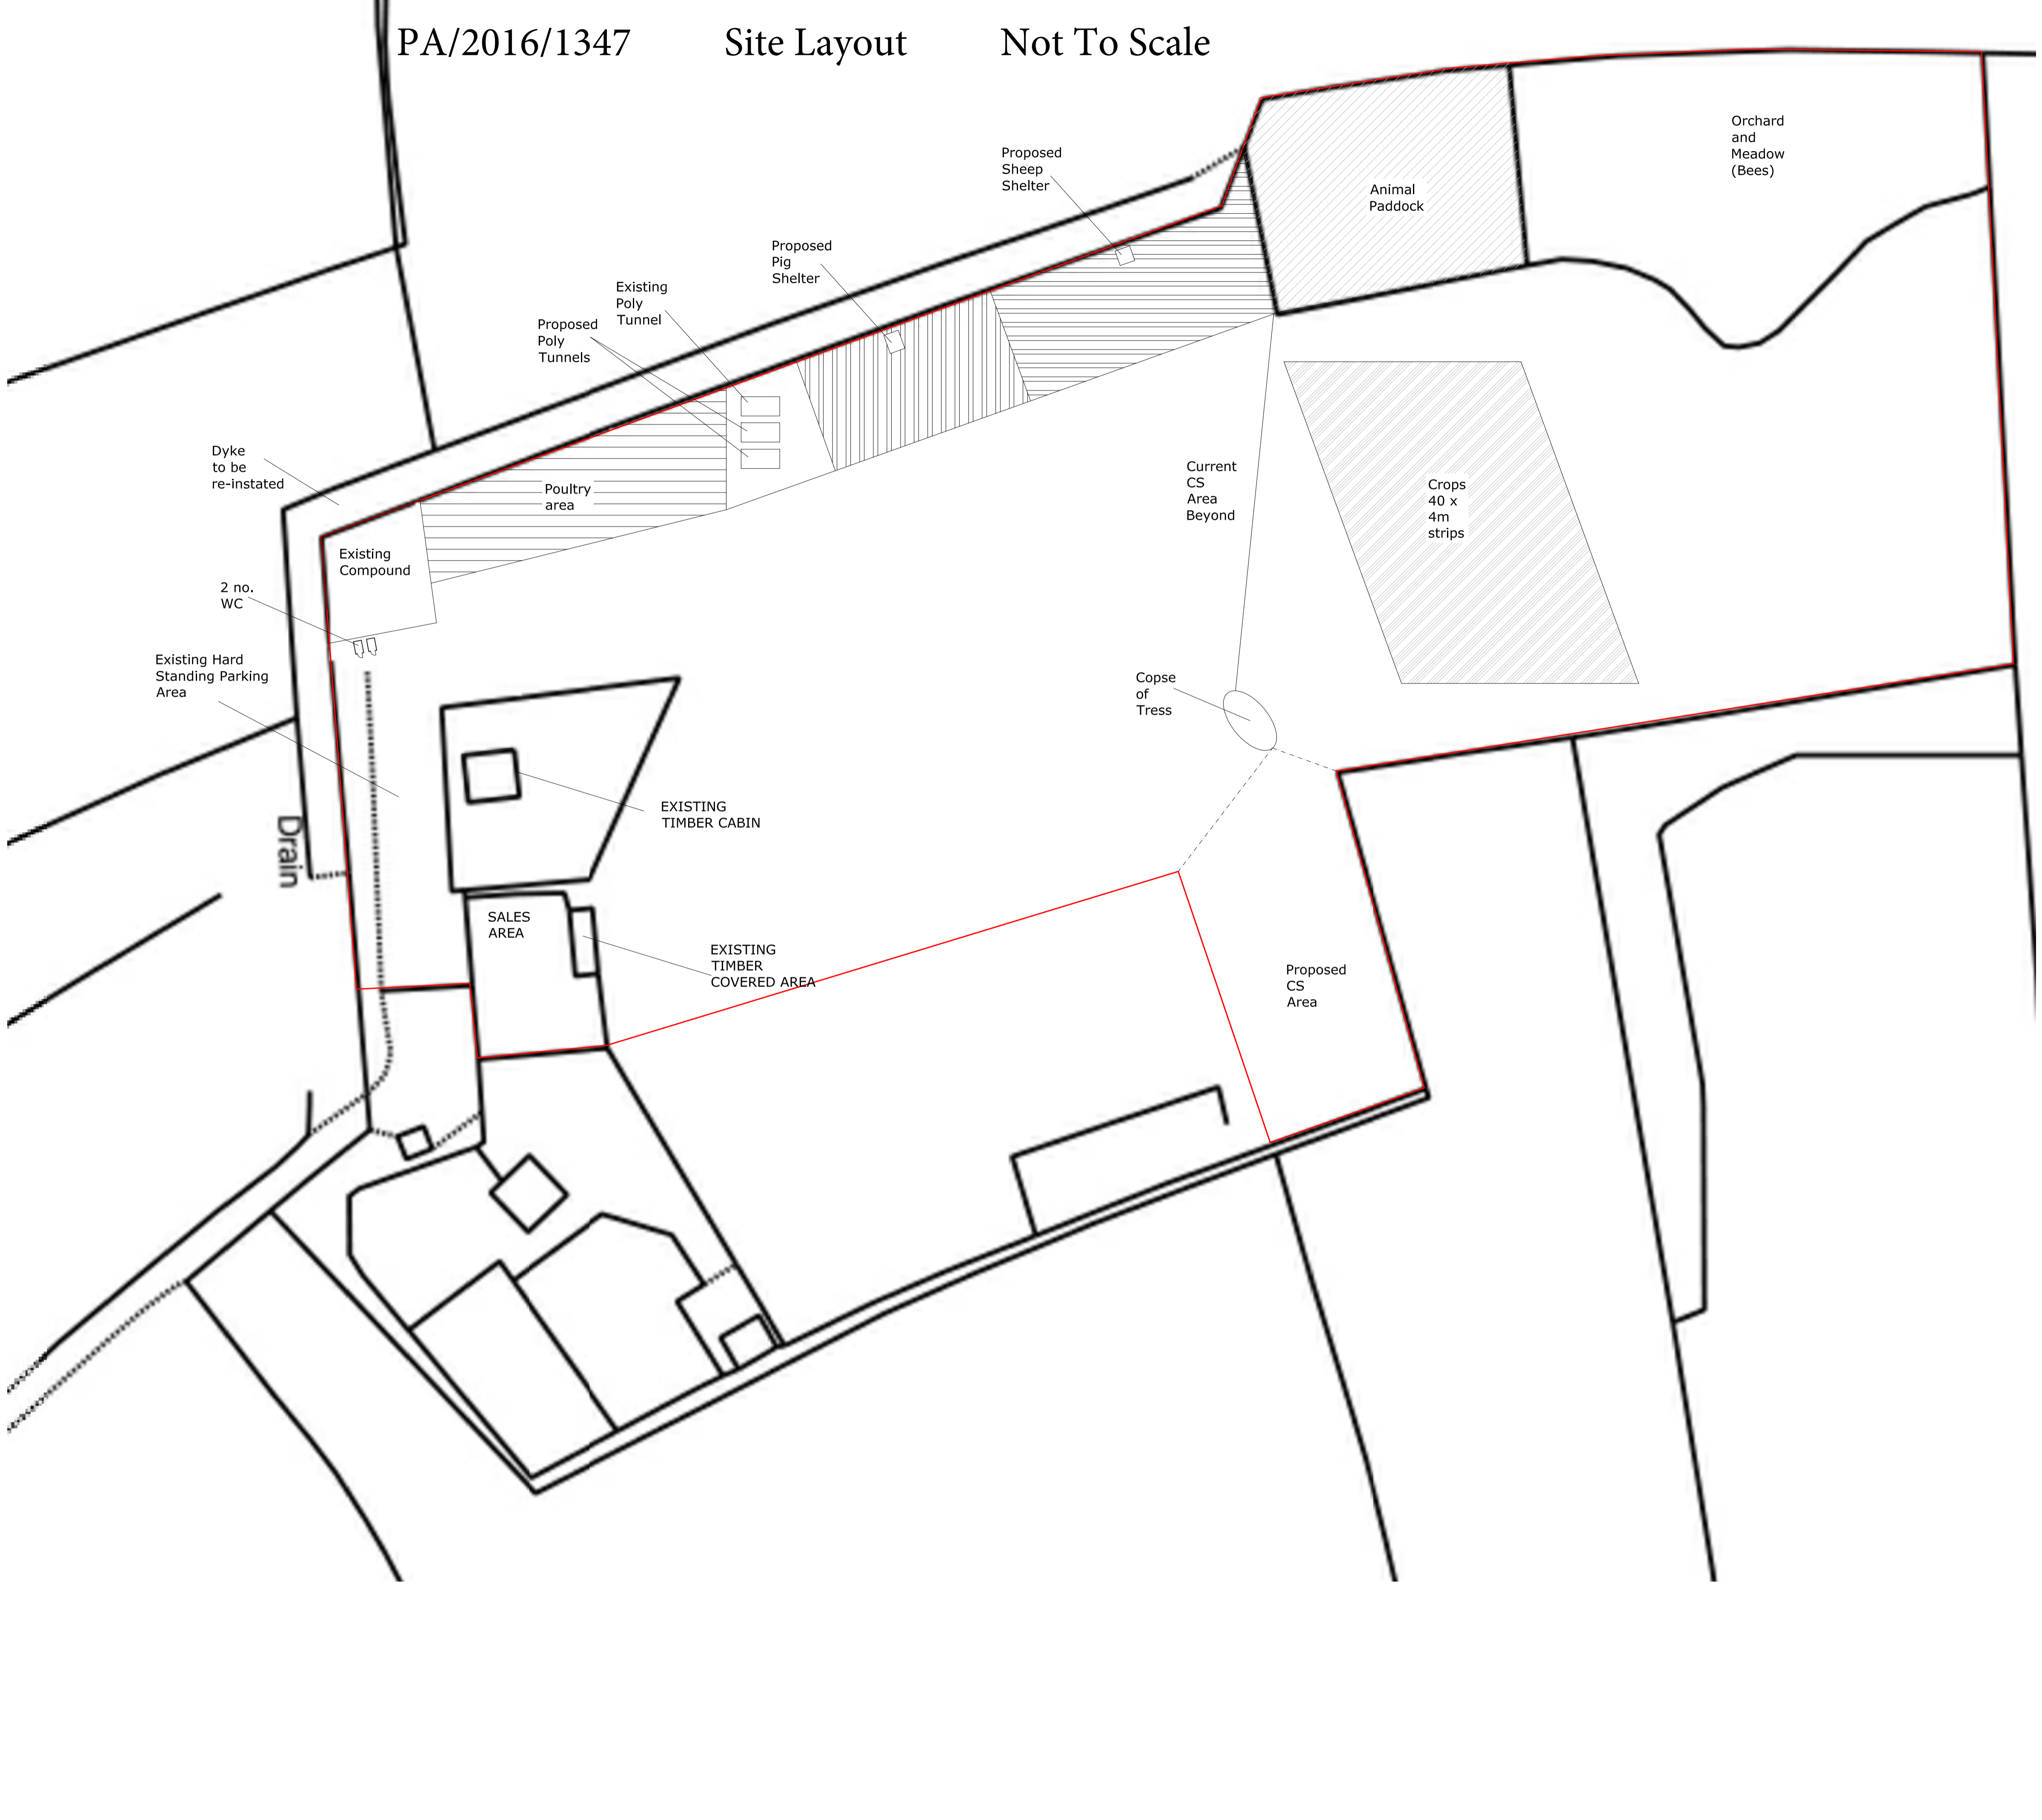 PA/2016/1347 Site Layout Not To Scale
Orchard
and
Meadow
(Bees)
Proposed
Sheep
Shelter
Animal
Paddock
Proposed
Pig
Shelter
Existing
Poly
Tunnel
Proposed
Poly
Tunnels
Dyke
to be
re-instated
Poultry
area
Current
CS
Area
Beyond
Crops
40 x
4m
strips
Existing
Compound
2 no.
WC
Existing Hard
Standing Parking
Area
Copse
of
Tress
EXISTING
TIMBER CABIN
Drain
SALES
AREA
EXISTING
TIMBER
COVERED AREA
Proposed
CS
Area